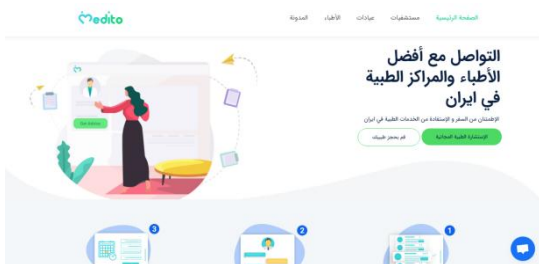 الصفحة الرئيسية
مستشفيات
عيادات
الأطباء
المدونة
medito
التواصل مع أفضل
الأطباء والمراكز الطبية
في ايران
الإطمئنان من السفر و الإستفادة من الخدمات الطبية في ايران
الإستشارة الطبية المجانية
قم بحجز طبيبك
1
2
3